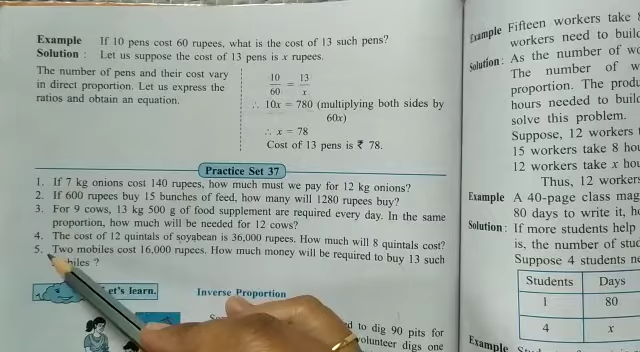 Example If 10 pens cost 60 rupees, what is the cost of 13 such pens?
Solution : Let us suppose the cost of 13 pens is x rupees.
The number of pens and their cost vary
in direct proportion. Let us express the
ratios and obtain an equation.
10/60 = 13/x
∴ 10x = 780 (multiplying both sides by
60x)
∴ x = 78
Cost of 13 pens is ₹ 78.
Practice Set 37
1. If 7 kg onions cost 140 rupees, how much must we pay for 12 kg onions?
2. If 600 rupees buy 15 bunches of feed, how many will 1280 rupees buy?
3. For 9 cows, 13 kg 500 g of food supplement are required every day. In the same
proportion, how much will be needed for 12 cows?
4. The cost of 12 quintals of soyabean is 36,000 rupees. How much will 8 quintals cost?
5. Two mobiles cost 16,000 rupees. How much money will be required to buy 13 such
biles ?
et's learn.
Inverse Proportion
d to dig 90 pits for
volunteer digs one
Example Fifteen workers take
workers need to build
Solution : As the number of
The number of
proportion. The
hours needed to
solve this problem.
Suppose, 12 workers
15 workers take 8
12 workers take x
Thus, 12
Example A 40-page class
80 days to write it,
Solution : If more students help
is, the number of
Suppose 4 students
Students Days
1 80
4 x
Example